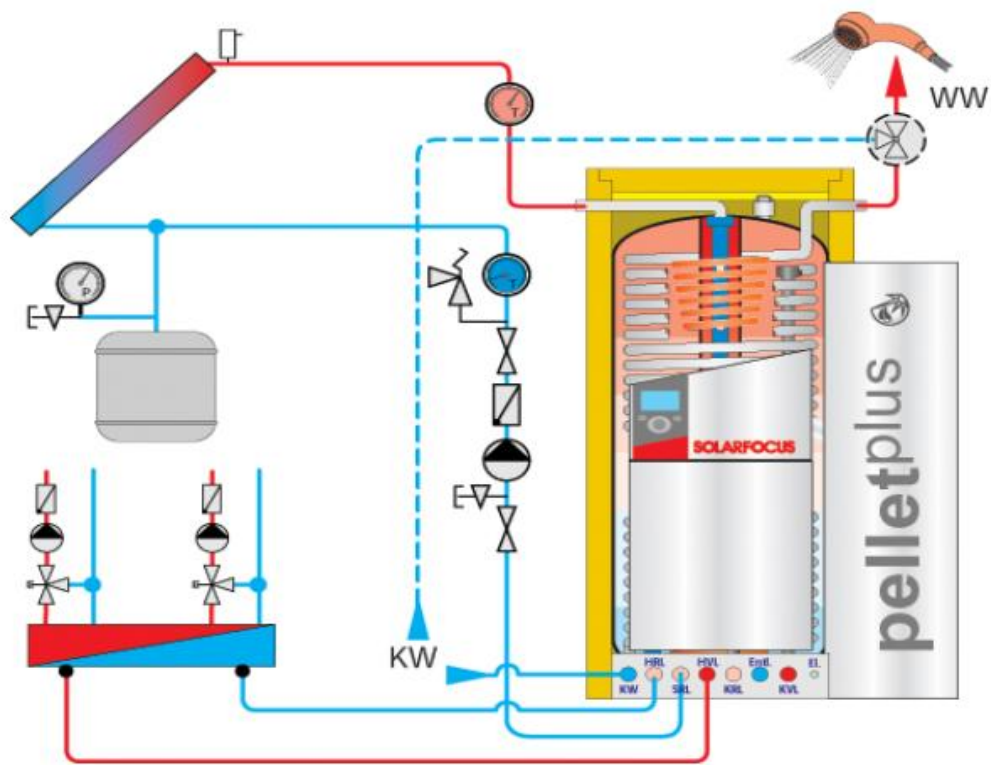 WW
T
T
P
SOLARFOCUS
pelletplus
KW
HRL
HVL
Entl.
El.
KW
SRL
KRL
KVL